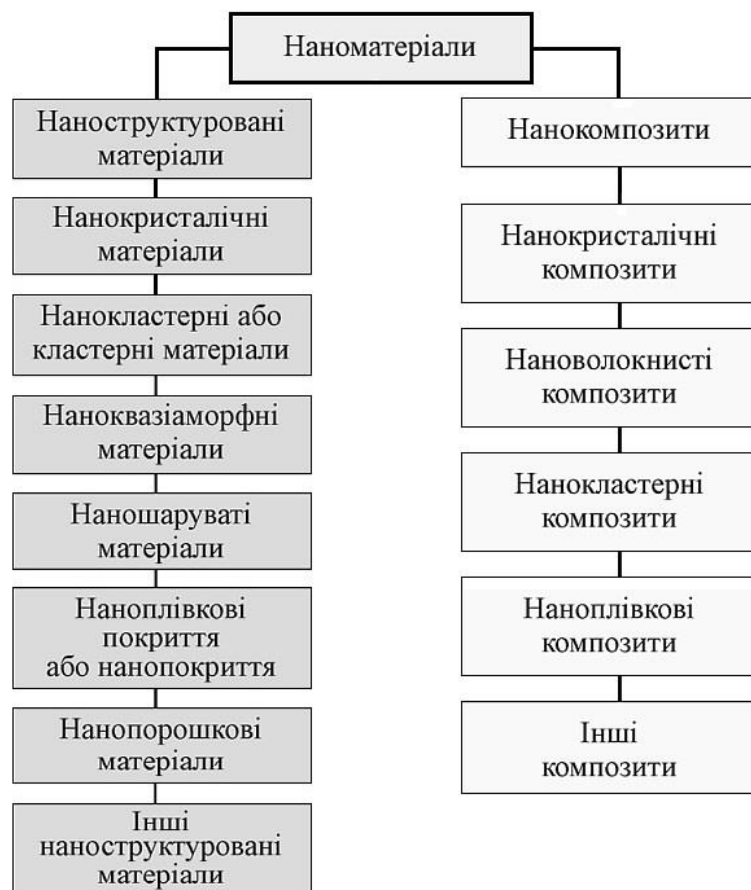 Наноматеріали
Наноструктуровані
матеріали
Нанокристалічні
матеріали
Нанокластерні або
кластерні матеріали
Наноквазіаморфні
матеріали
Наношаруваті
матеріали
Наноплівкові
покриття
або нанопокриття
Нанопорошкові
матеріали
Інші
наноструктуровані
матеріали
Нанокомпозити
Нанокристалічні
композити
Нановолокнисті
композити
Нанокластерні
композити
Наноплівкові
композити
Інші
композити